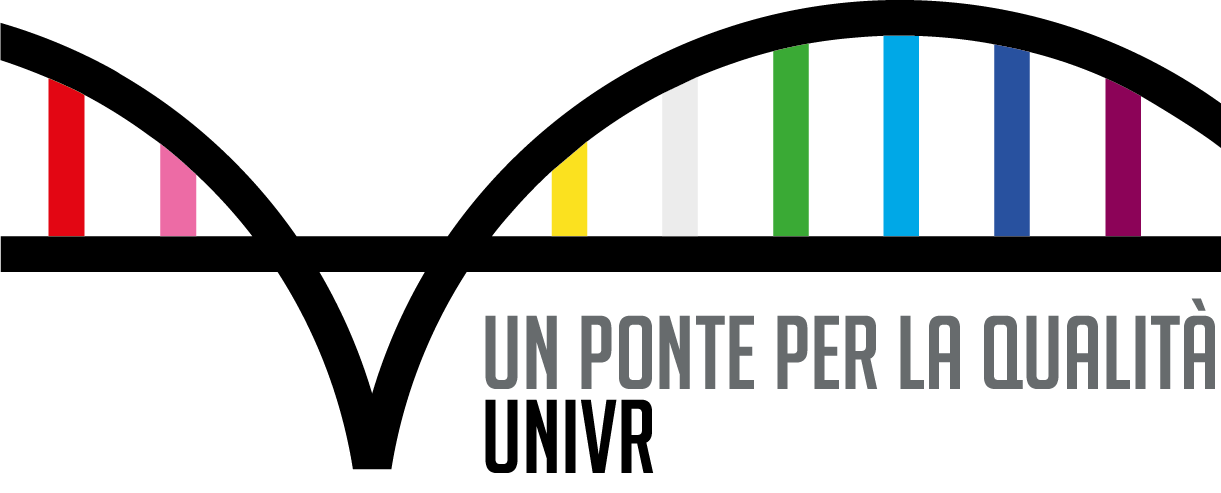 UN PONTE PER LA QUALITÀ
UNIVR